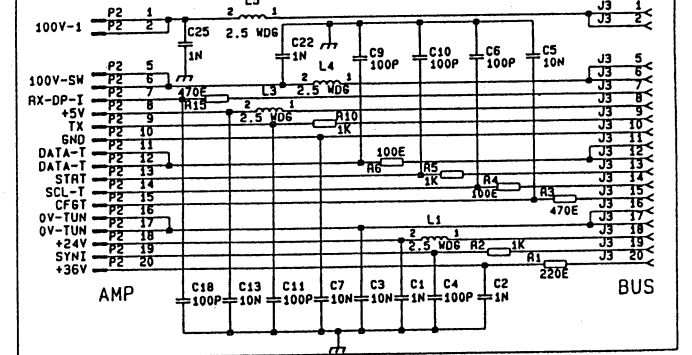 P2 1 2 1 J3 1
100V-1 P2 2 C25 2.5 WDG J3 2
1N C22 1N C9 100P C10 100P C6 100P C5 10N
P2 5 L4 J3 5
100V-SW P2 6 2 1 J3 6
RX-DP-I P2 7 470E L3 2.5 WDG J3 7
+5V P2 8 R15 2 1 J3 8
TX P2 9 2.5 WDG R10 J3 9
GND P2 10 1K J3 10
DATA-T P2 11 100E J3 11
DATA-T P2 12 R6 J3 12
STRT P2 13 R5 1K J3 13
SCL-T P2 14 R4 100E J3 14
CFGT P2 15 R3 J3 15
0V-TUN P2 16 470E J3 16
0V-TUN P2 17 L1 J3 17
+24V P2 18 2 1 J3 18
SYNI P2 19 2.5 WDG R2 1K J3 19
+36V P2 20 R1 220E J3 20
AMP BUS
C18 100P C13 10N C11 100P C7 10N C3 10N C1 1N C4 100P C2 1N